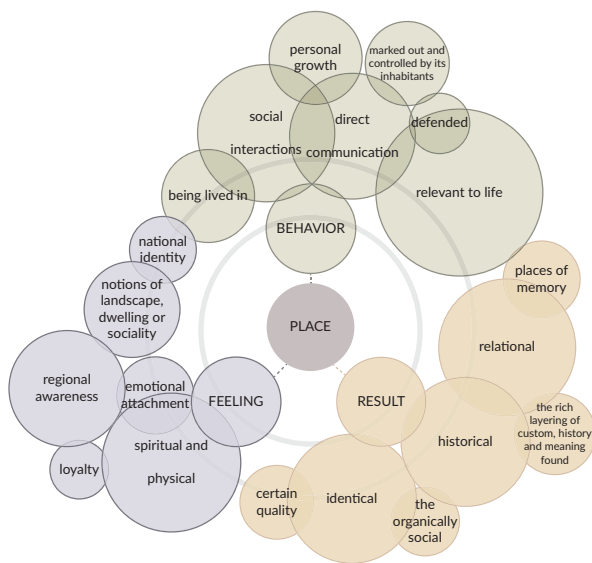 personal
growth
marked out and
controlled by its
inhabitants
social
interactions
direct
communication
defended
relevant to life
being lived in
BEHAVIOR
national
identity
notions of
landscape,
dwelling or
sociality
places of
memory
PLACE
relational
regional
awareness
emotional
attachment
FEELING
RESULT
the rich
layering of
custom, history
and meaning
found
historical
spiritual and
physical
loyalty
certain
quality
identical
the
organically
social